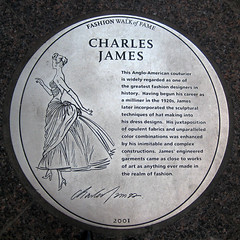 FASHION WALK OF FAME
CHARLES
JAMES
This Anglo-American couturier
is widely regarded as one of
the greatest fashion designers in
history. Having begun his career as
a milliner in the 1920s, James
later incorporated the sculptural
techniques of hat making into
his dress designs. His juxtaposition
of opulent fabrics and unparalleled
color combinations was enhanced
by his inimitable and complex
constructions. James' engineered
garments came as close to works
of art as anything ever made in
the realm of fashion.
Charles James
2001